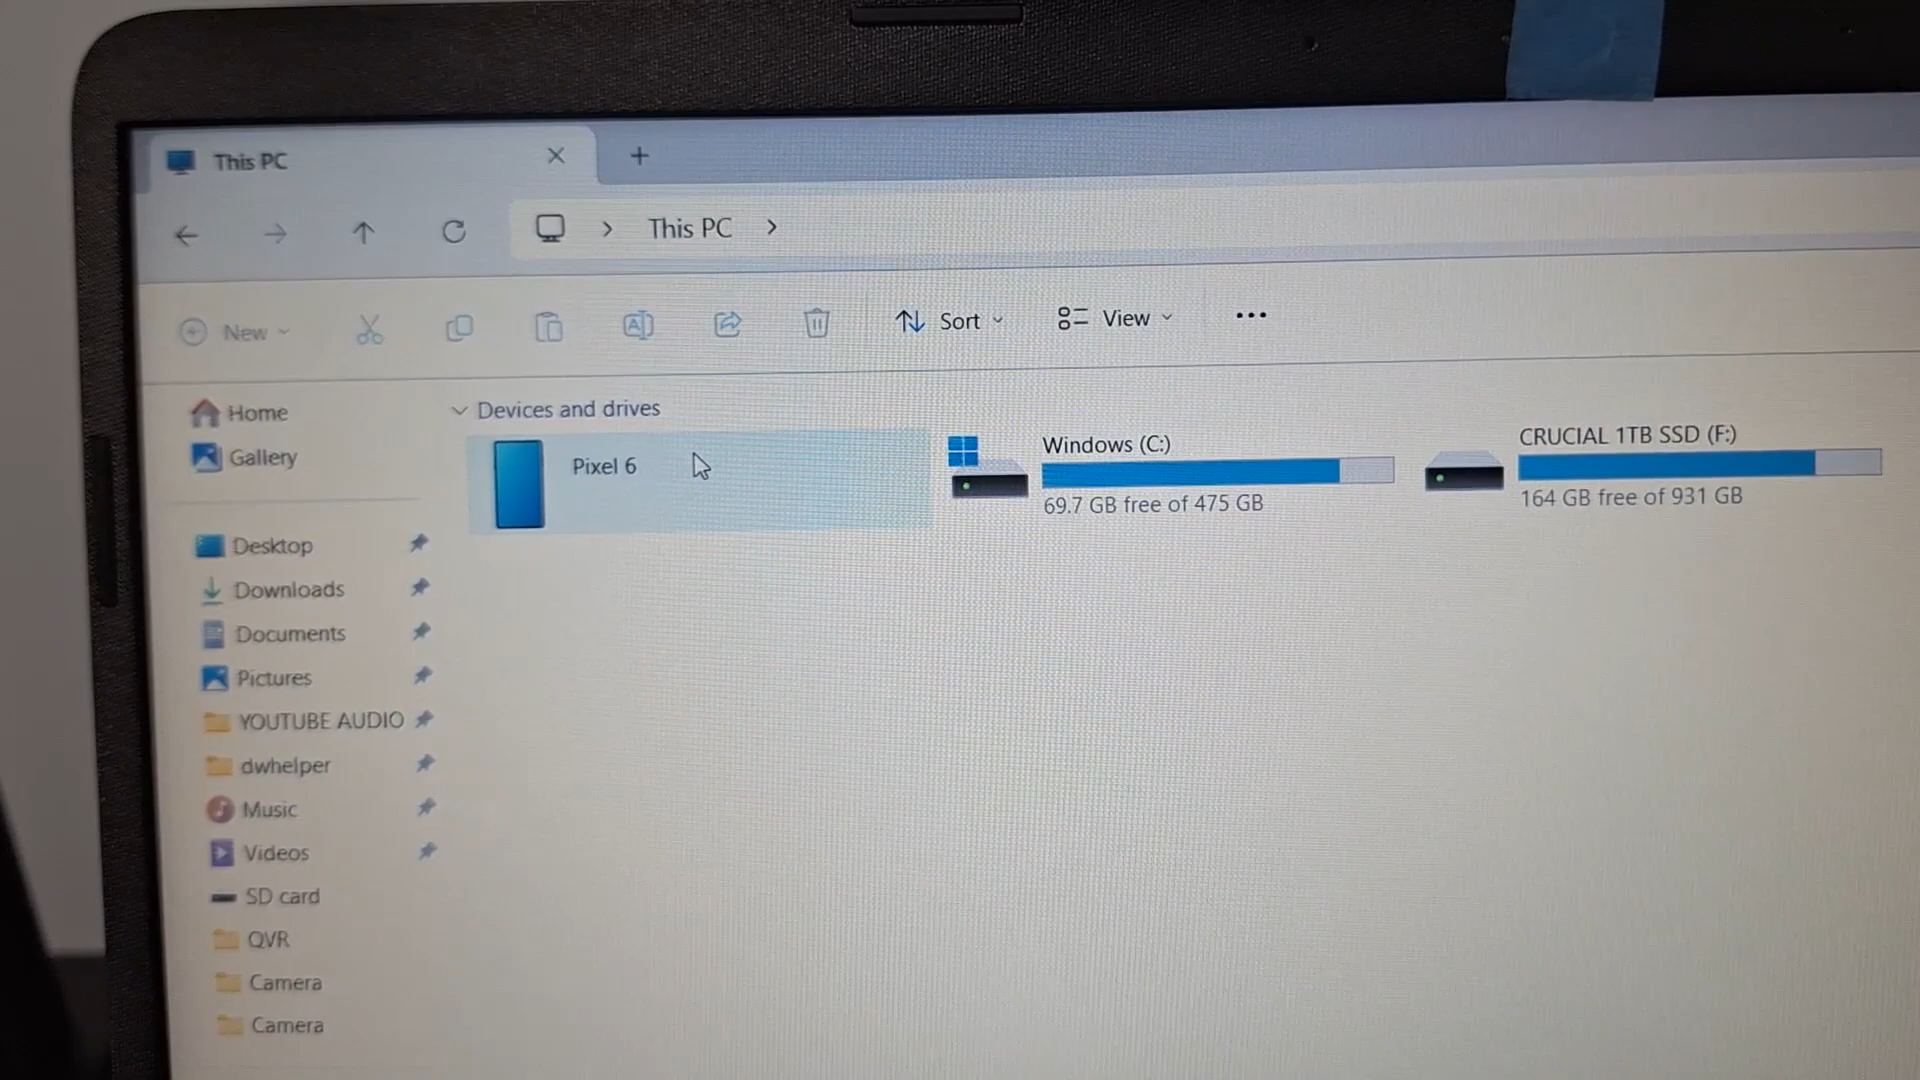 This PC
This PC
New
Sort
View
Home
Gallery
Desktop
Downloads
Documents
Pictures
YOUTUBE AUDIO
dwhelper
Music
Videos
SD card
QVR
Camera
Camera
Devices and drives
Pixel 6
Windows (C:)
69.7 GB free of 475 GB
CRUCIAL 1TB SSD (F:)
164 GB free of 931 GB